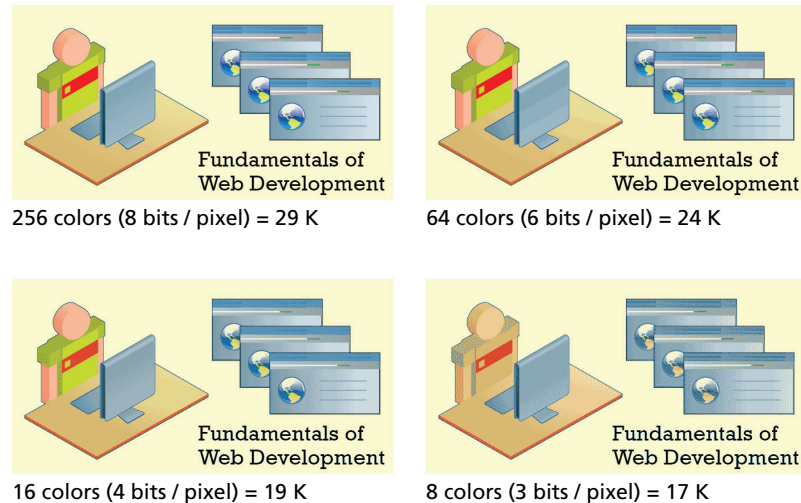 Fundamentals of
Web Development
256 colors (8 bits / pixel) = 29 K
Fundamentals of
Web Development
64 colors (6 bits / pixel) = 24 K
Fundamentals of
Web Development
16 colors (4 bits / pixel) = 19 K
Fundamentals of
Web Development
8 colors (3 bits / pixel) = 17 K